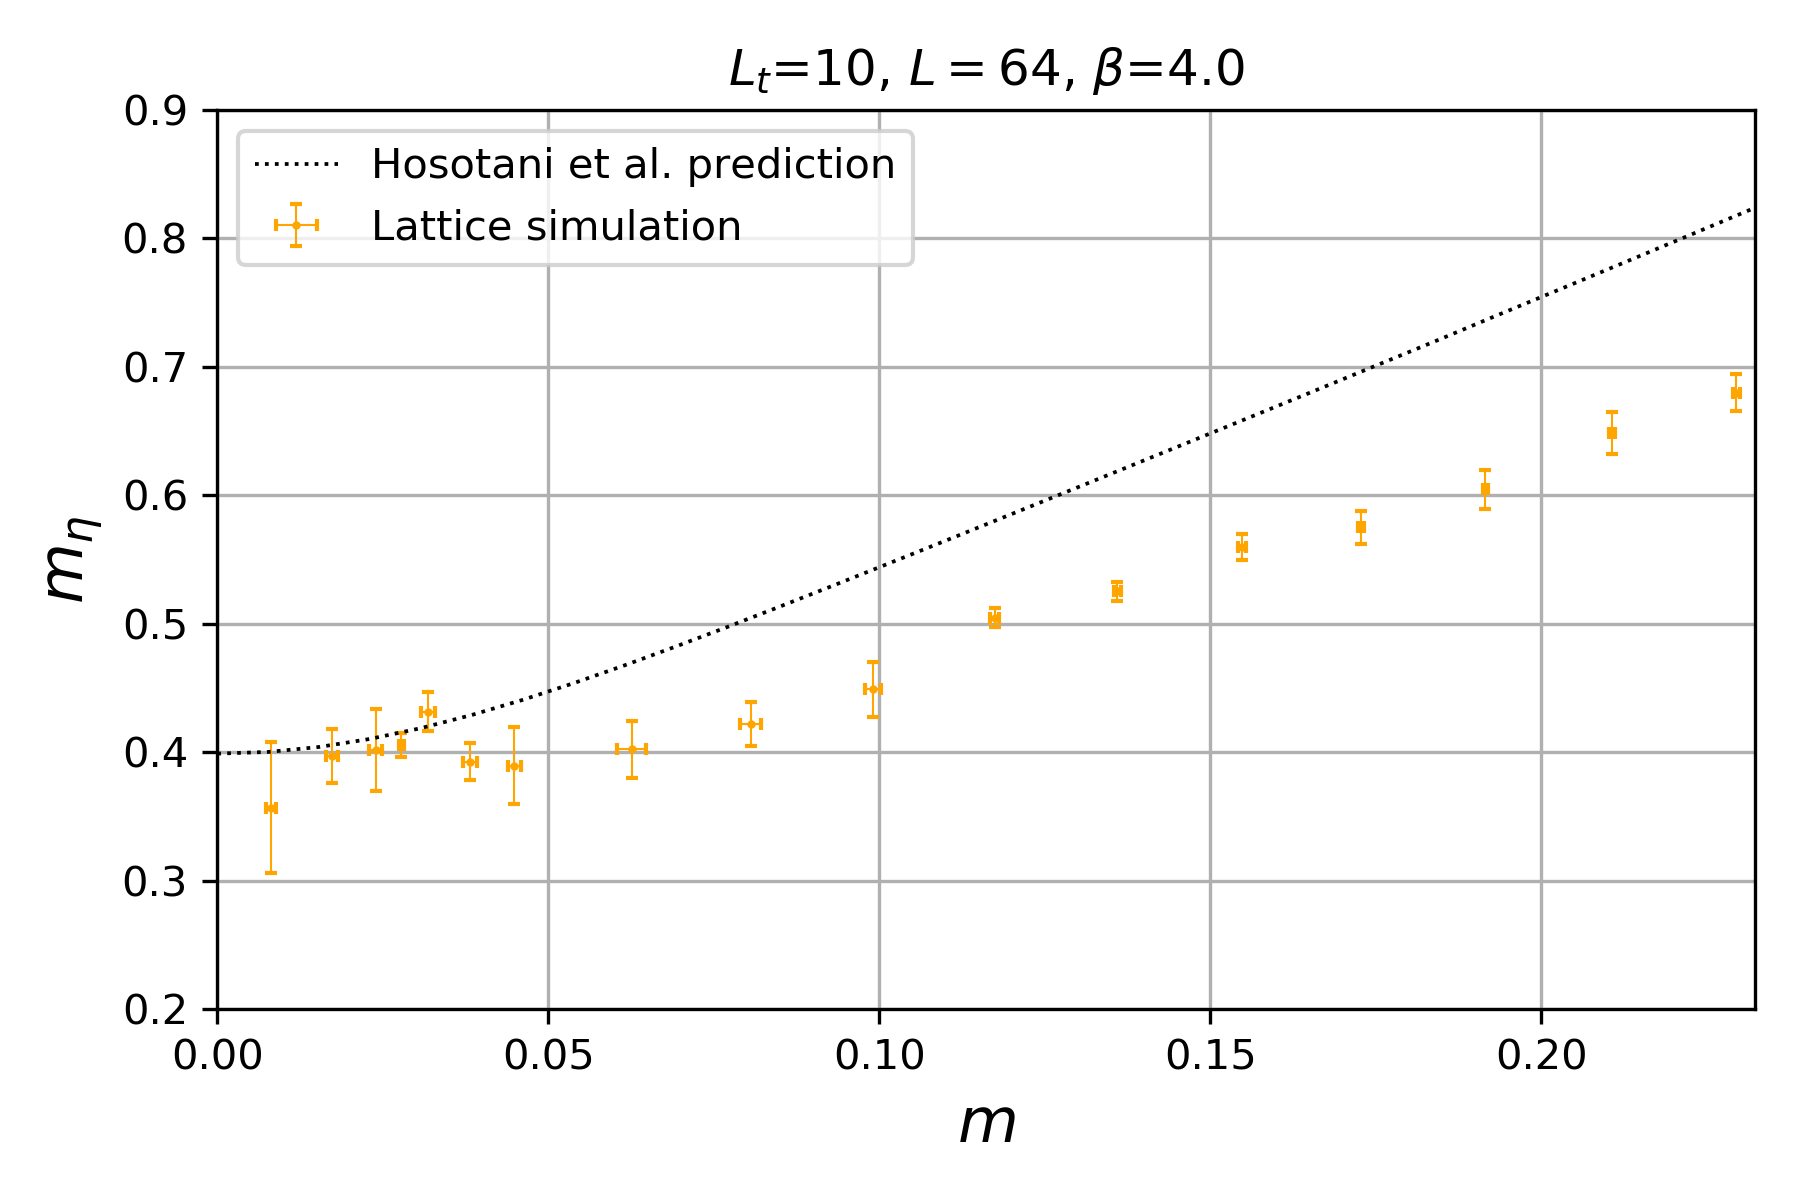 L_t=10, L = 64, β=4.0
Hosotani et al. prediction
Lattice simulation
0.9
0.8
0.7
0.6
0.5
0.4
0.3
0.2
m_η
0.00 0.05 0.10 0.15 0.20
m